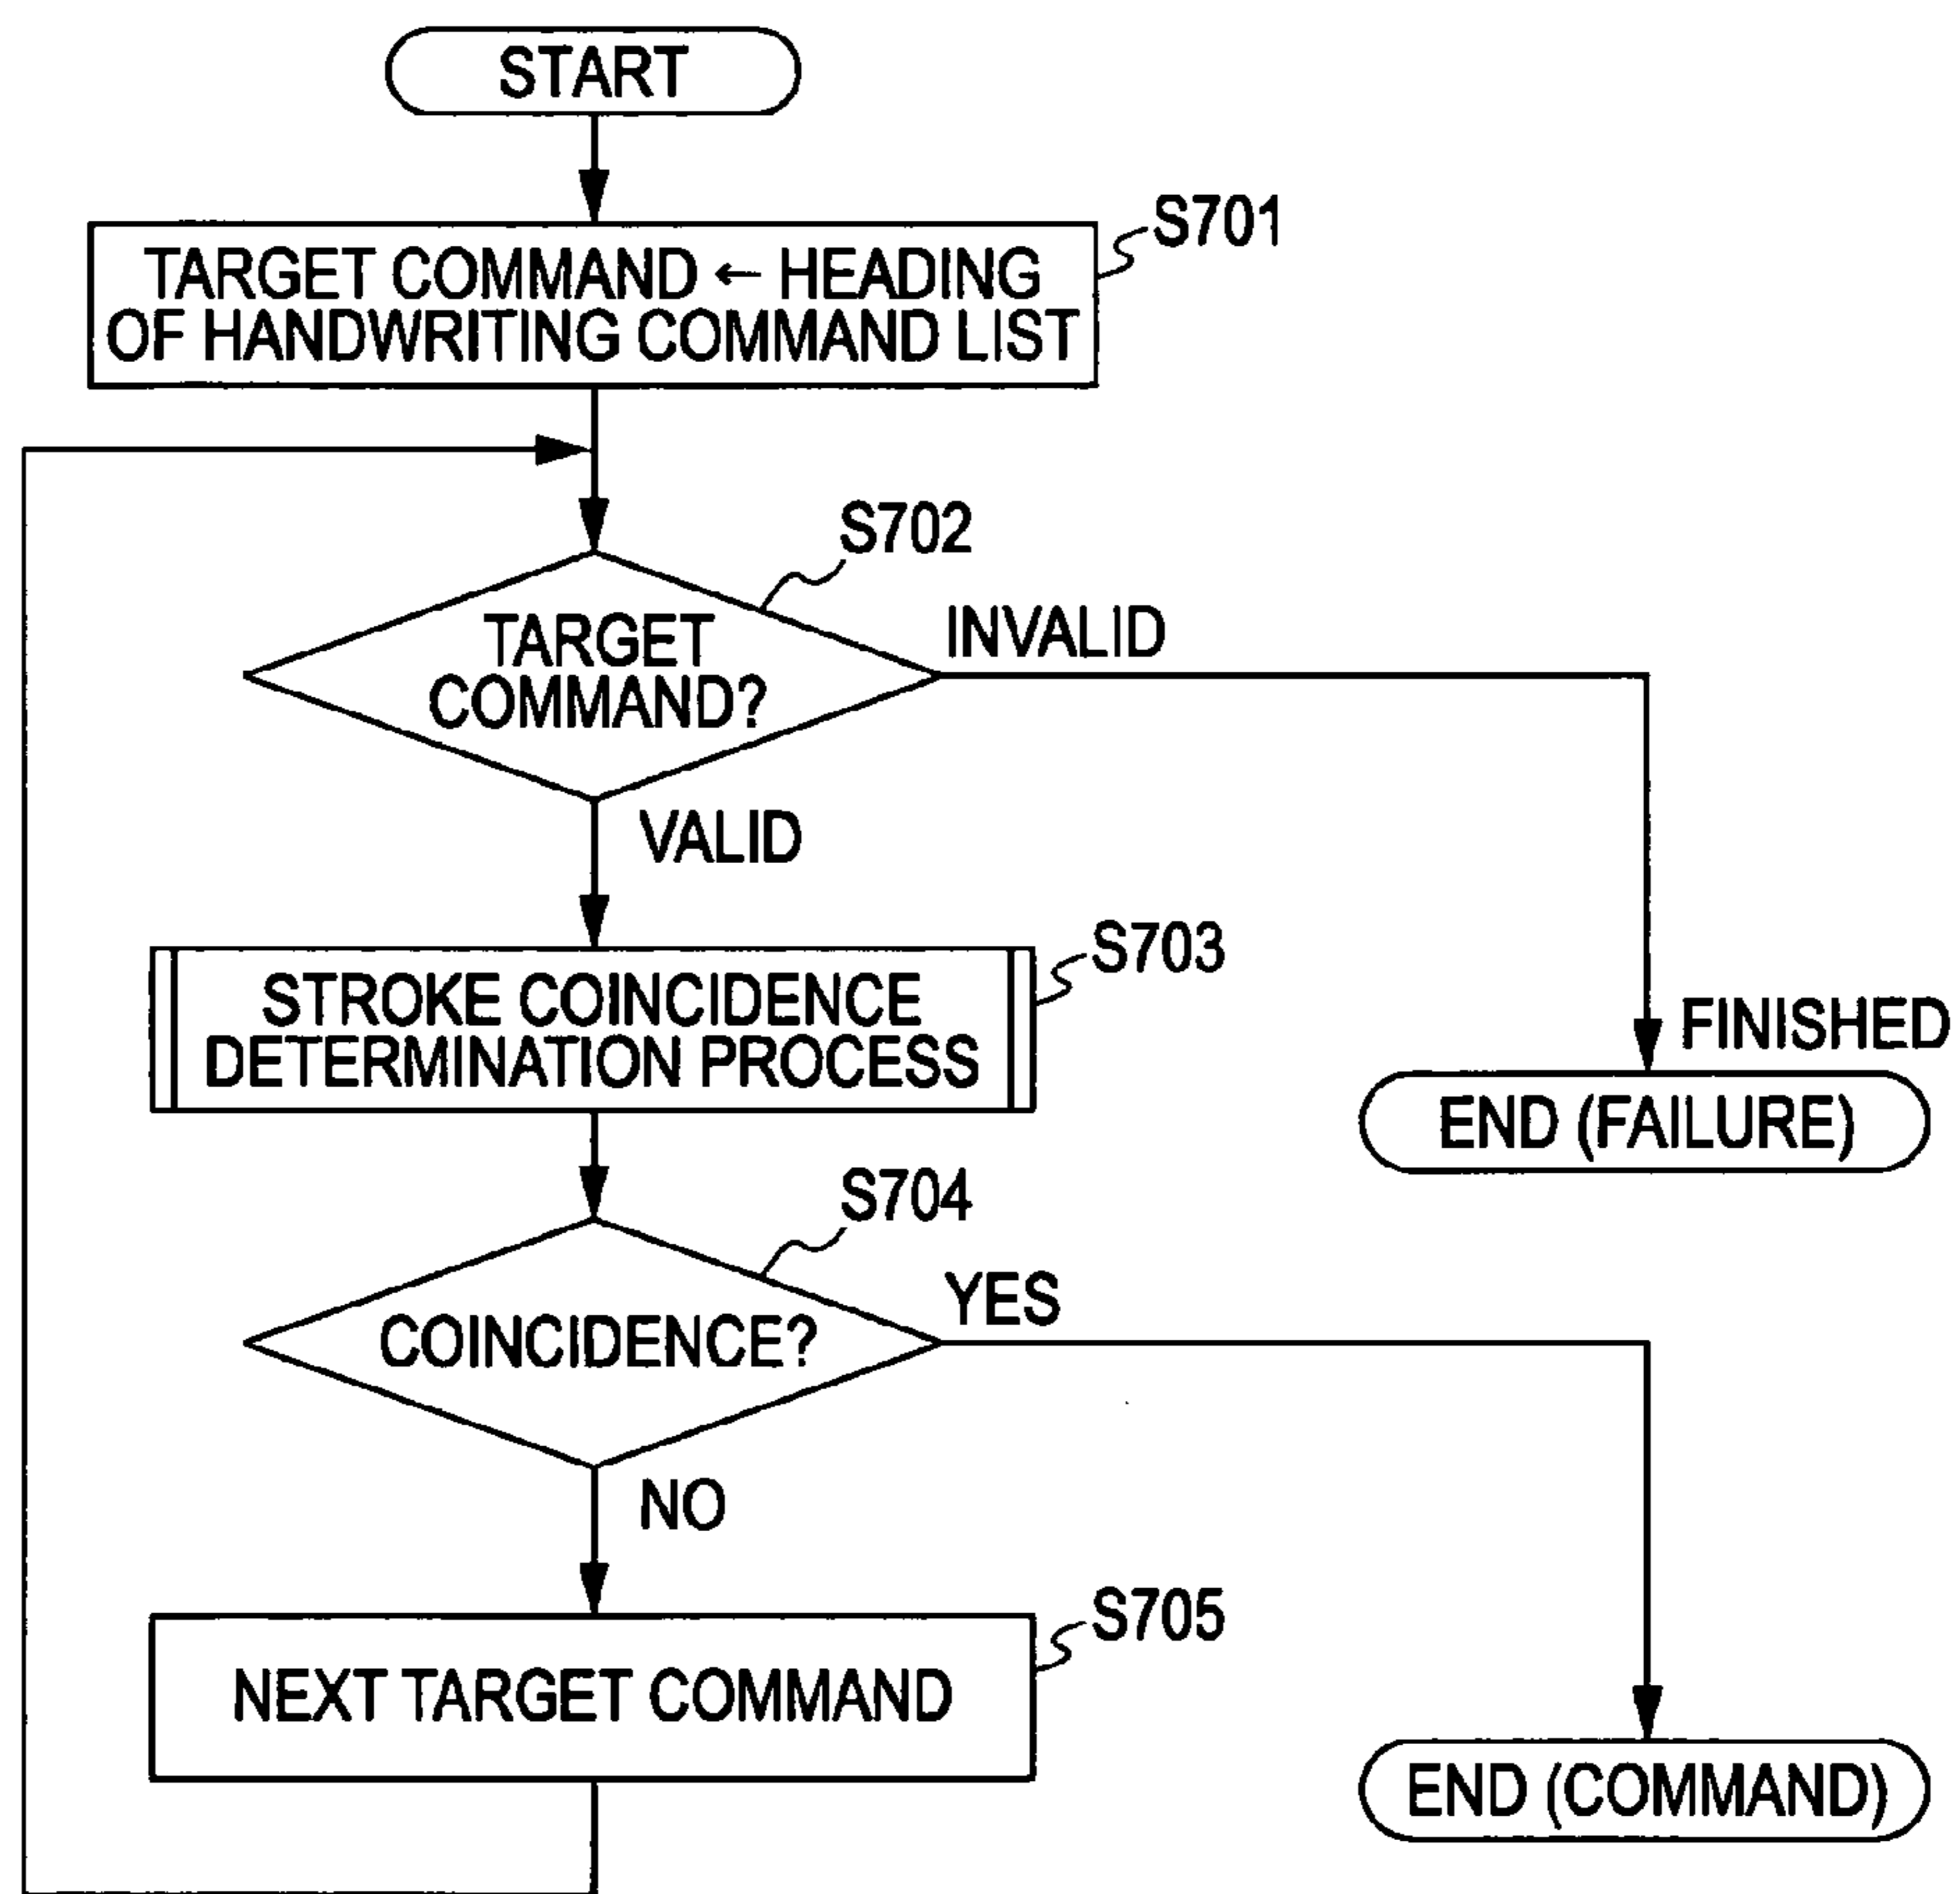 START
S701
TARGET COMMAND ← HEADING
OF HANDWRITING COMMAND LIST
S702
TARGET
COMMAND?
INVALID
VALID
S703
STROKE COINCIDENCE
DETERMINATION PROCESS
FINISHED
END (FAILURE)
S704
COINCIDENCE?
YES
NO
S705
NEXT TARGET COMMAND
END (COMMAND)